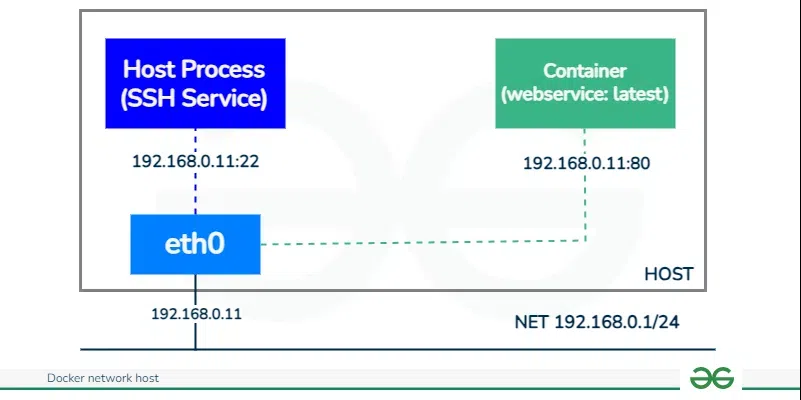 Host Process
(SSH Service)
Container
(webservice: latest)
192.168.0.11:22
192.168.0.11:80
eth0
HOST
192.168.0.11
NET 192.168.0.1/24
Docker network host